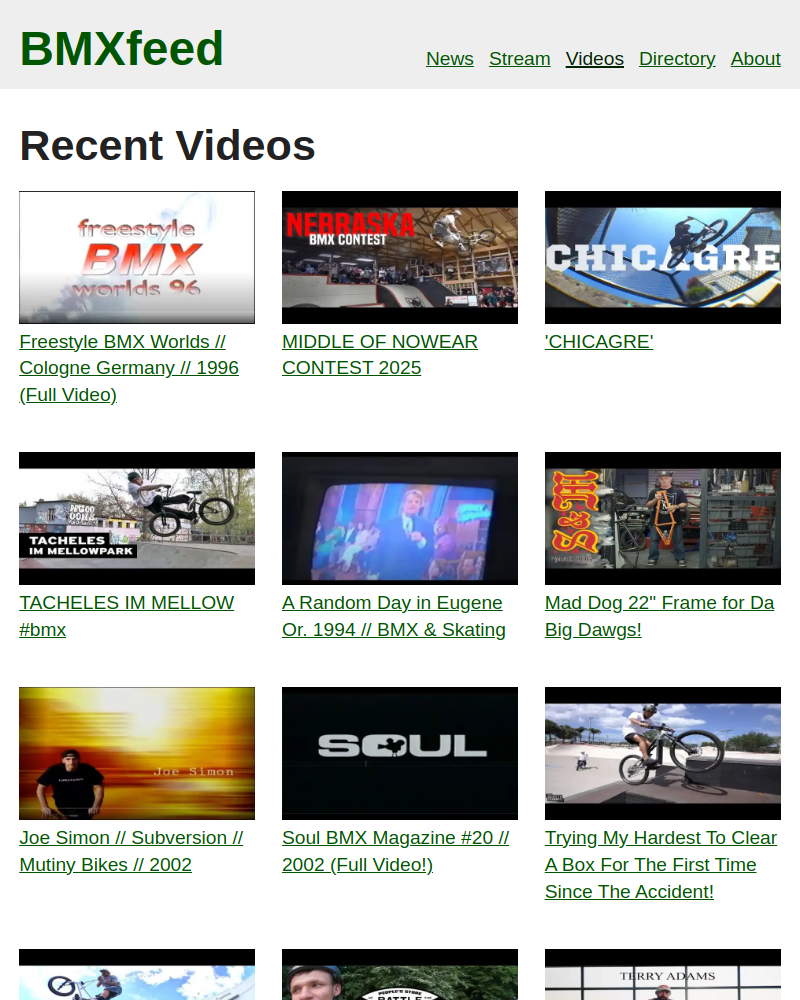 BMXfeed
News Stream Videos Directory About
Recent Videos
freestyle
BMX
worlds 96
NEBRASKA
BMX CONTEST
CHICAGRE
Freestyle BMX Worlds //
Cologne Germany // 1996
(Full Video)
MIDDLE OF NOWEAR
CONTEST 2025
'CHICAGRE'
TACHELES
IM MELLOWPARK
S&M
TACHELES IM MELLOW
#bmx
A Random Day in Eugene
Or. 1994 // BMX & Skating
Mad Dog 22" Frame for Da
Big Dawgs!
Joe Simon
SOUL
Joe Simon // Subversion //
Mutiny Bikes // 2002
Soul BMX Magazine #20 //
2002 (Full Video!)
Trying My Hardest To Clear
A Box For The First Time
Since The Accident!
PEOPLE'S STORE
BATTLE
TERRY ADAMS